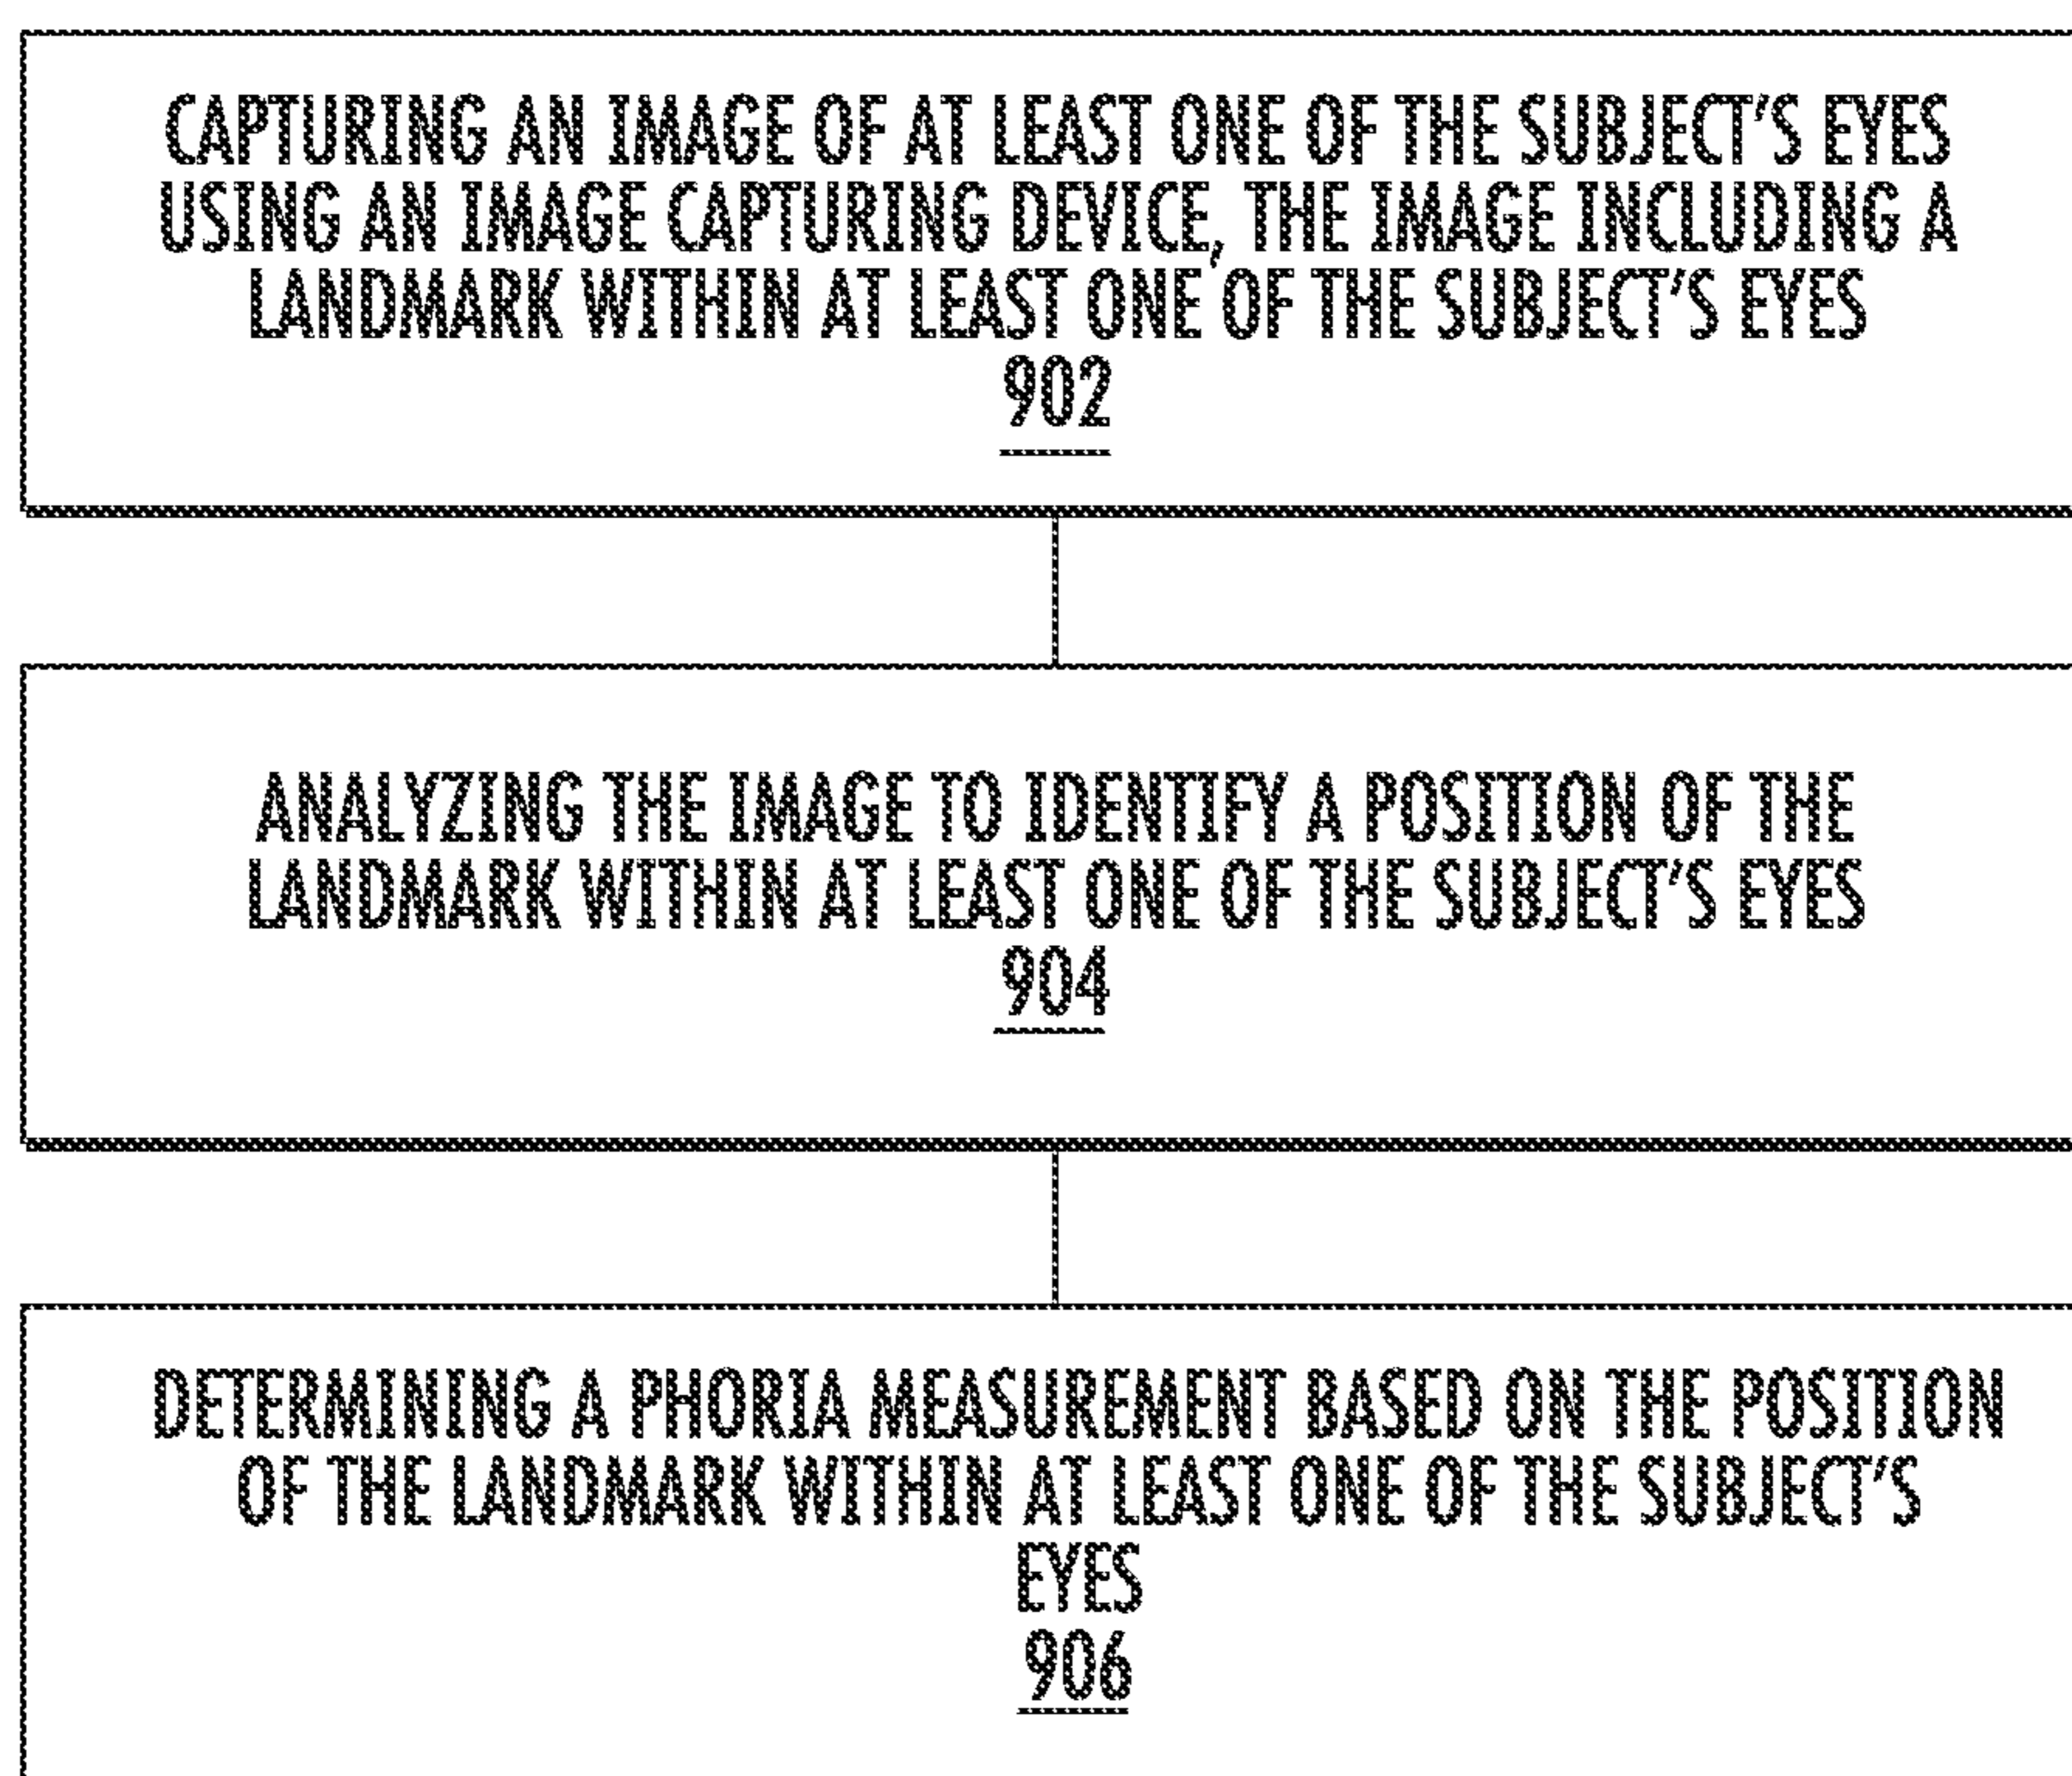 CAPTURING AN IMAGE OF AT LEAST ONE OF THE SUBJECT'S EYES
USING AN IMAGE CAPTURING DEVICE, THE IMAGE INCLUDING A
LANDMARK WITHIN AT LEAST ONE OF THE SUBJECT'S EYES
902
ANALYZING THE IMAGE TO IDENTIFY A POSITION OF THE
LANDMARK WITHIN AT LEAST ONE OF THE SUBJECT'S EYES
904
DETERMINING A PHORIA MEASUREMENT BASED ON THE POSITION
OF THE LANDMARK WITHIN AT LEAST ONE OF THE SUBJECT'S
EYES
906